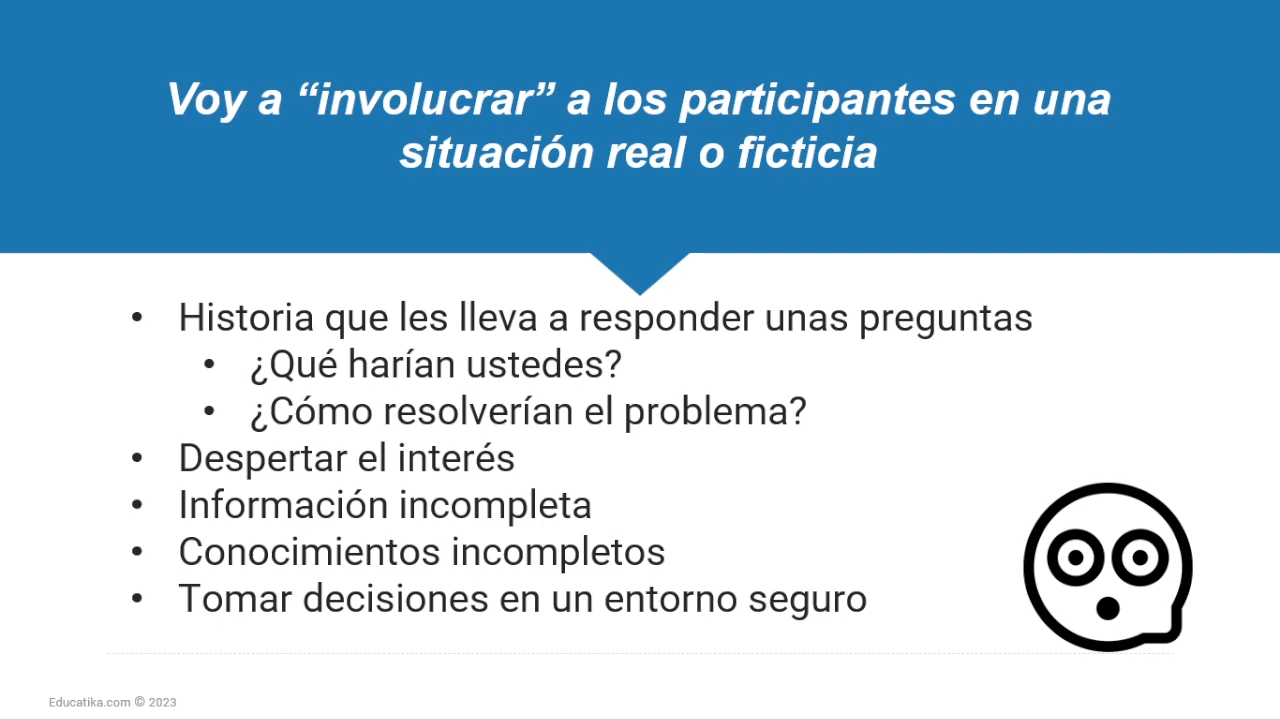 Voy a “involucrar” a los participantes en una
situación real o ficticia
• Historia que les lleva a responder unas preguntas
• ¿Qué harían ustedes?
• ¿Cómo resolverían el problema?
• Despertar el interés
• Información incompleta
• Conocimientos incompletos
• Tomar decisiones en un entorno seguro
Educatika.com © 2023